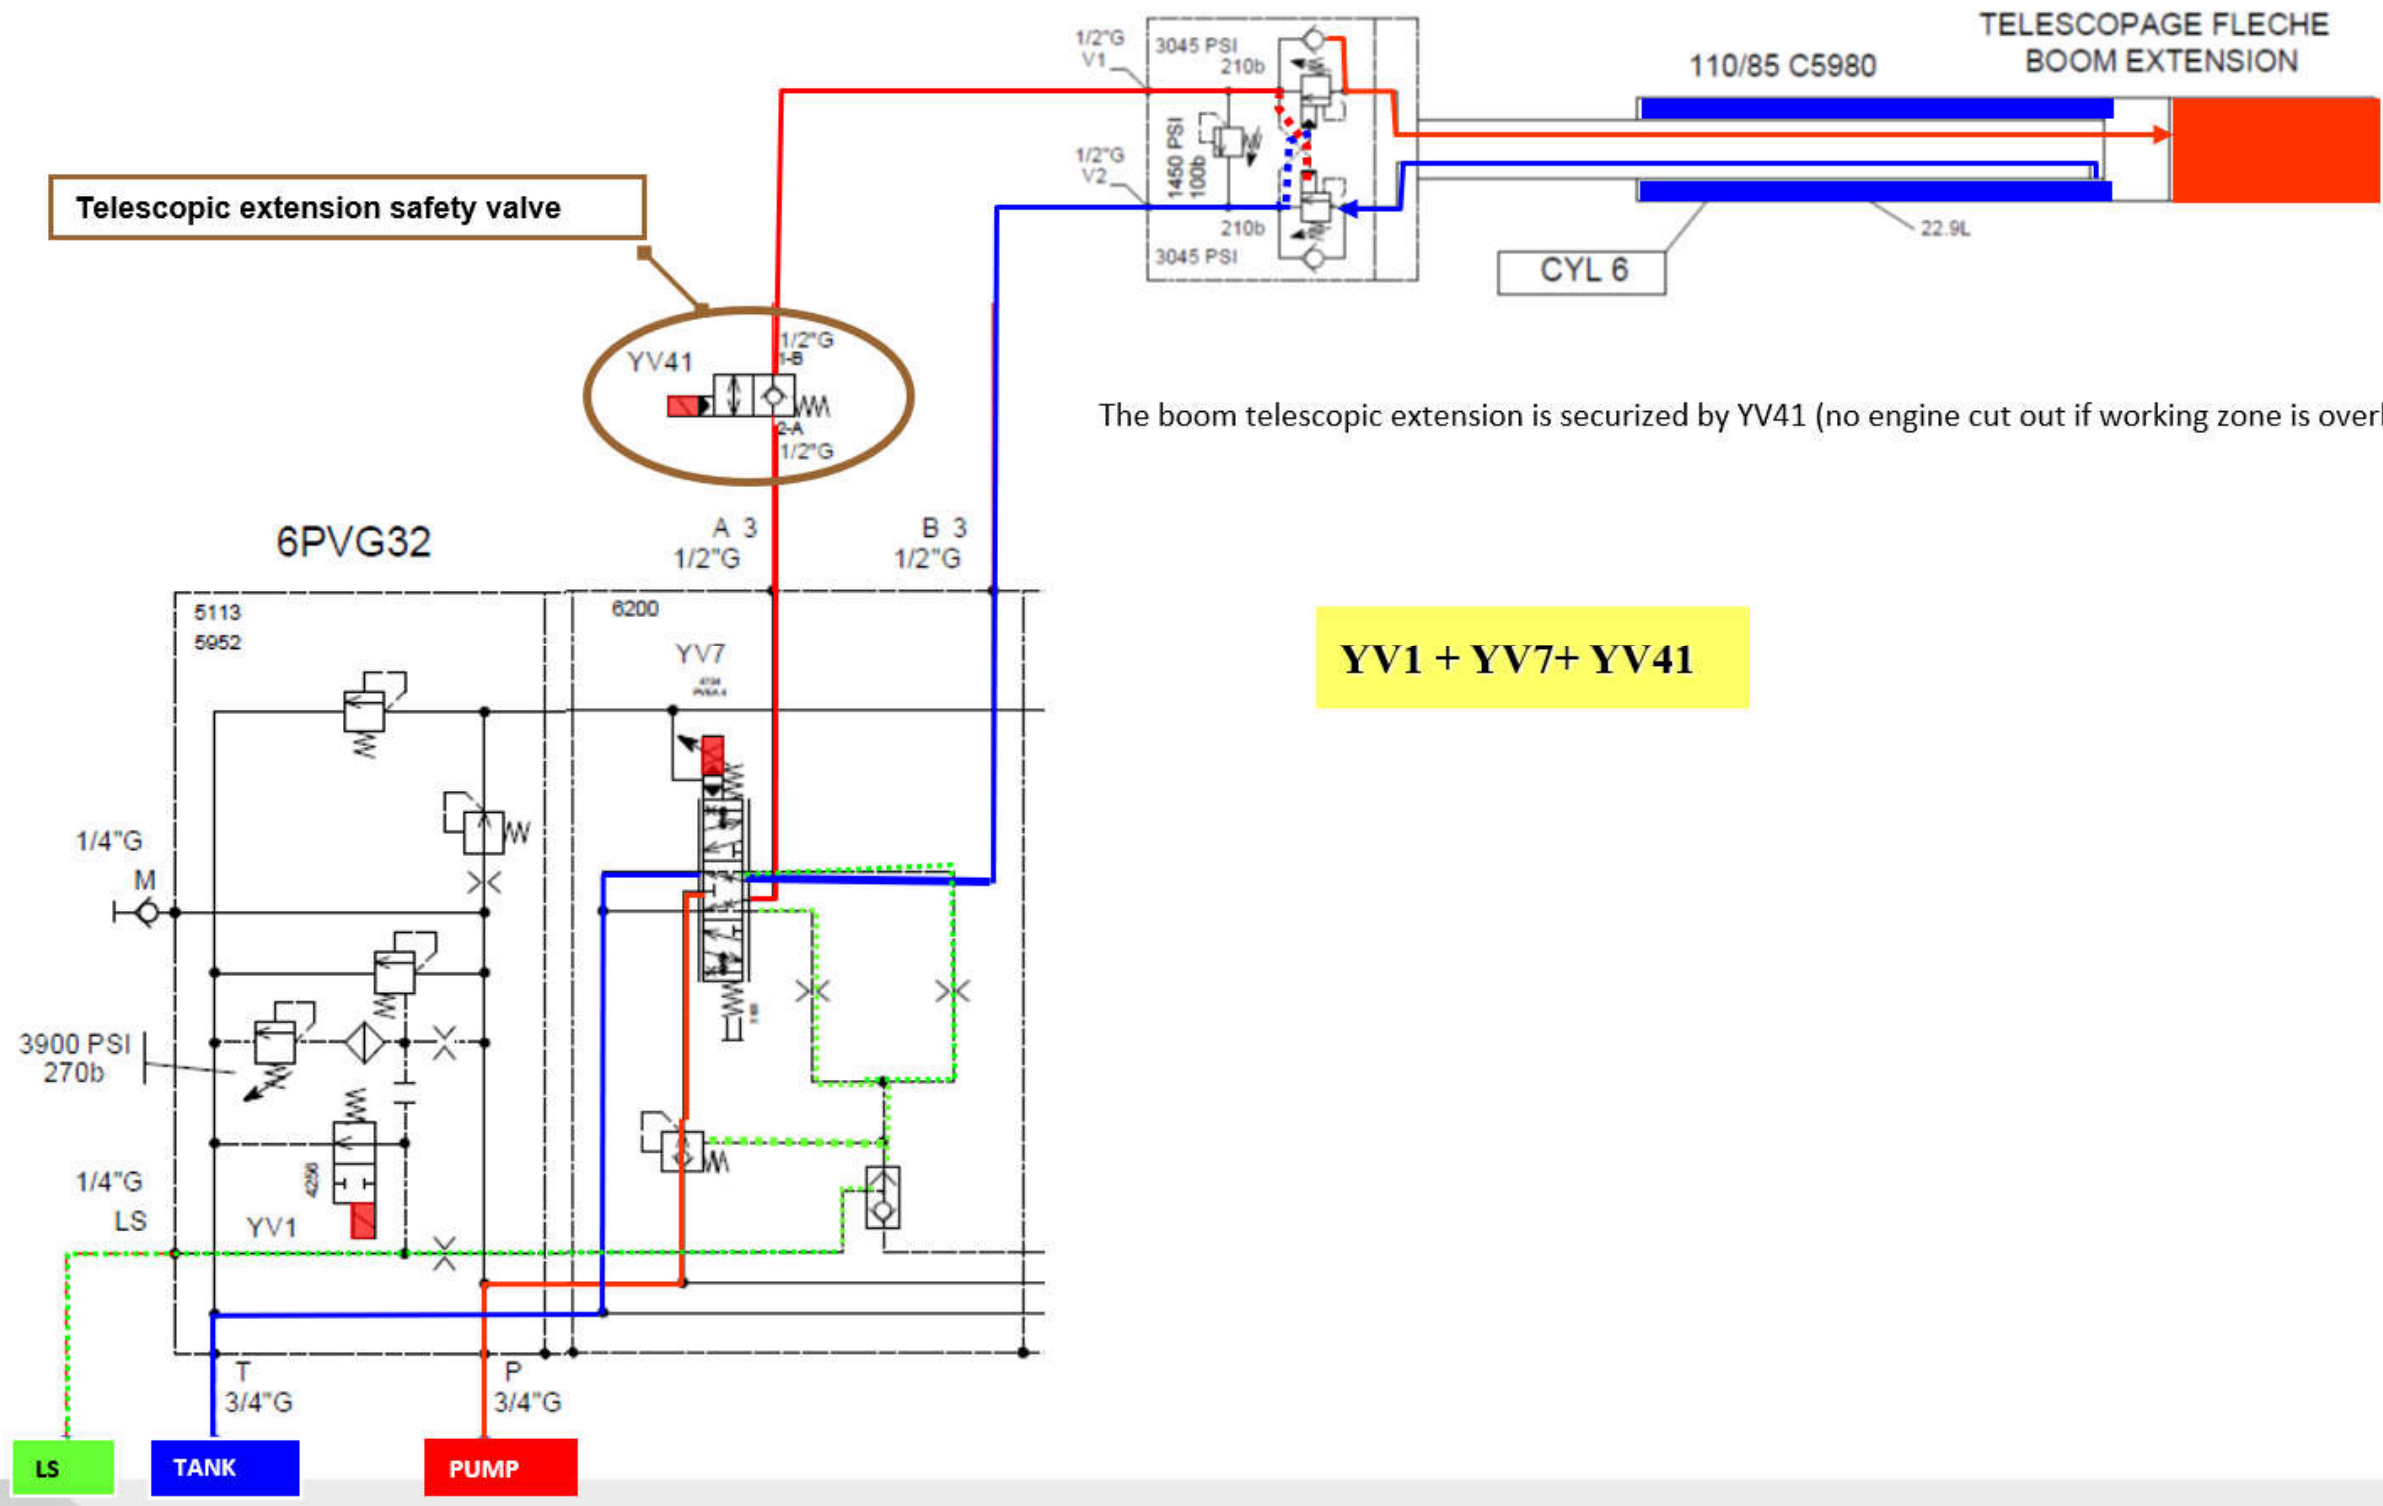 TELESCOPAGE FLECHE
BOOM EXTENSION
110/85 C5980
1/2"G
V1
3045 PSI
210b
1450 PSI
100b
1/2"G
V2
210b
3045 PSI
22.9L
CYL 6
Telescopic extension safety valve
YV41
1/2"G
1-B
2-A
1/2"G
The boom telescopic extension is securized by YV41 (no engine cut out if working zone is over
6PVG32
A 3
1/2"G
B 3
1/2"G
5113
5952
6200
YV7
YV1 + YV7+ YV41
1/4"G
M
3900 PSI
270b
4256
1/4"G
LS
YV1
T
3/4"G
P
3/4"G
LS
TANK
PUMP